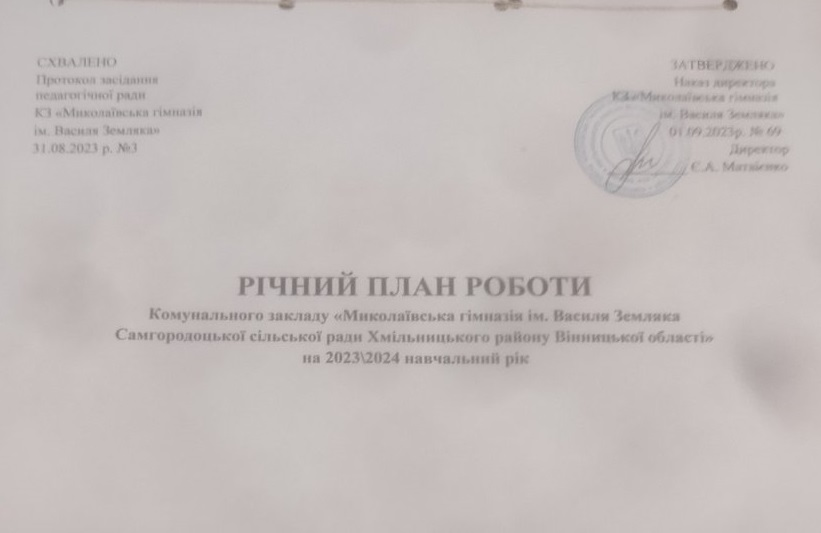 СХВАЛЕНО
Протокол засідання
педагогічної ради
КЗ «Миколаївська гімназія
ім. Василя Земляка»
31.08.2023 р. №3
ЗАТВЕРДЖЕНО
Наказ директора
КЗ «Миколаївська гімназія
ім. Василя Земляка»
01.09.2023р. № 69
Директор
Є.А. Матвієнко
РІЧНИЙ ПЛАН РОБОТИ
Комунального закладу «Миколаївська гімназія ім. Василя Земляка
Самгородоцької сільської ради Хмільницького району Вінницької області»
на 2023\2024 навчальний рік